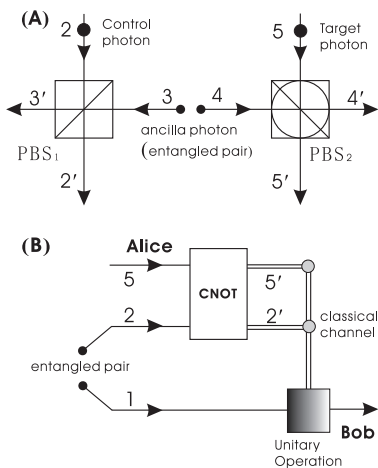 (A)
2
Control
photon
5
Target
photon
3'
3
4
4'
PBS1
ancilla photon
(entangled pair)
PBS2
2'
5'
(B)
Alice
5
CNOT
5'
2
2'
classical
channel
entangled pair
1
Bob
Unitary
Operation